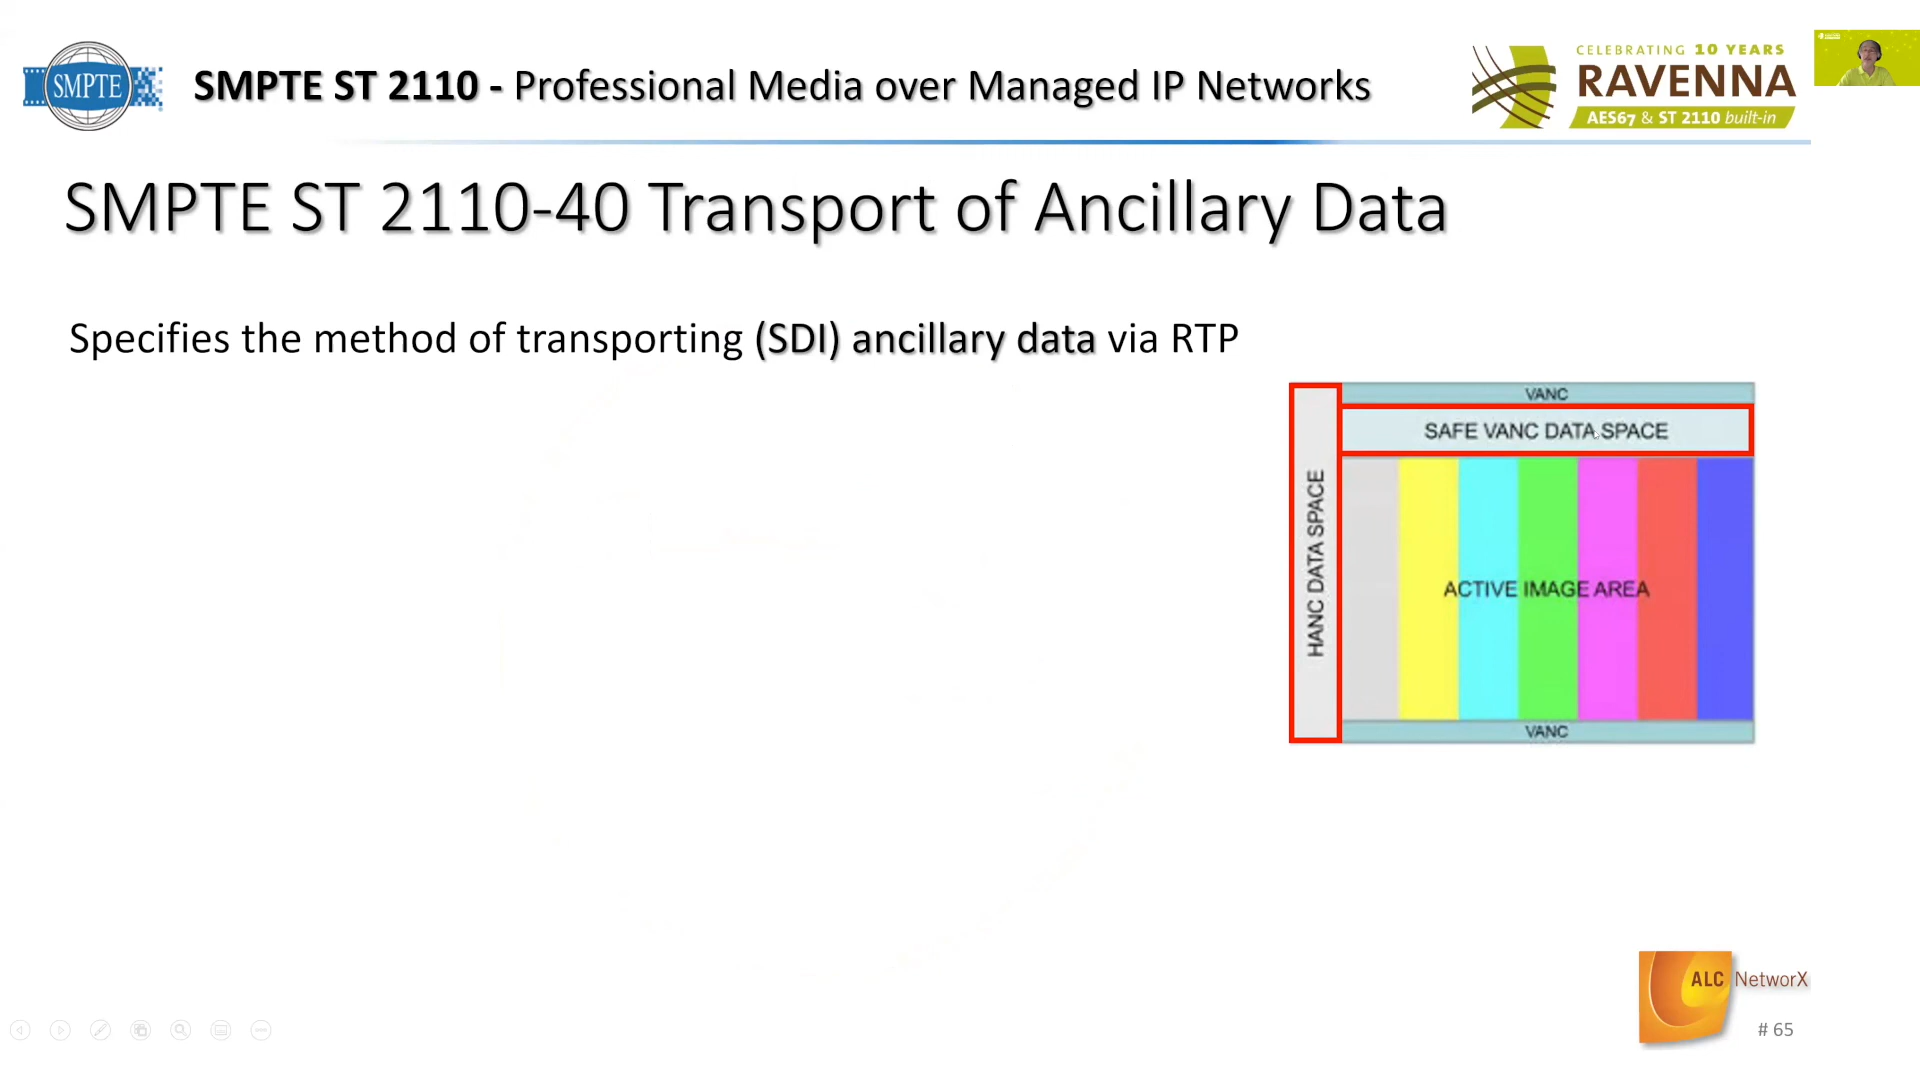 SMPTE
SMPTE ST 2110 - Professional Media over Managed IP Networks
CELEBRATING 10 YEARS
RAVENNA
AES67 & ST 2110 built-in
SMPTE ST 2110-40 Transport of Ancillary Data
Specifies the method of transporting (SDI) ancillary data via RTP
VANC
SAFE VANC DATA SPACE
HANC DATA SPACE
ACTIVE IMAGE AREA
VANC
ALC NetworX
# 65